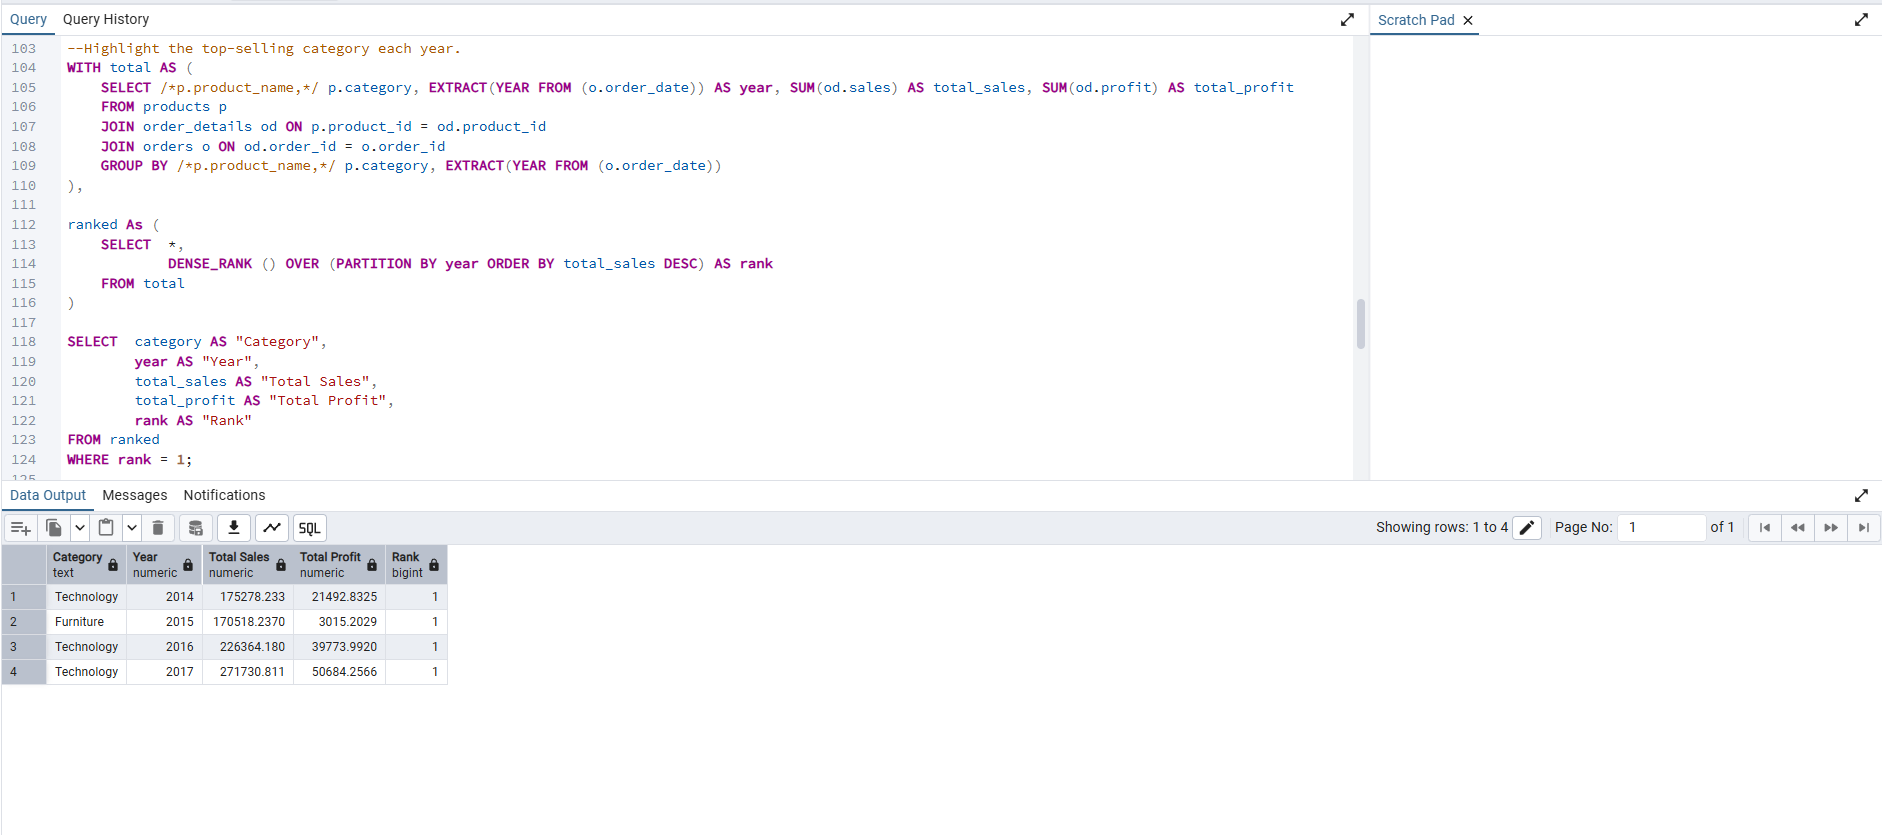 Query Query History Scratch Pad
103 --Highlight the top-selling category each year.
104 WITH total AS (
105 SELECT /*p.product_name,*/ p.category, EXTRACT(YEAR FROM (o.order_date)) AS year, SUM(od.sales) AS total_sales, SUM(od.profit) AS total_profit
106 FROM products p
107 JOIN order_details od ON p.product_id = od.product_id
108 JOIN orders o ON od.order_id = o.order_id
109 GROUP BY /*p.product_name,*/ p.category, EXTRACT(YEAR FROM (o.order_date))
110 ),
111
112 ranked As (
113 SELECT *,
114 DENSE_RANK () OVER (PARTITION BY year ORDER BY total_sales DESC) AS rank
115 FROM total
116 )
117
118 SELECT category AS "Category",
119 year AS "Year",
120 total_sales AS "Total Sales",
121 total_profit AS "Total Profit",
122 rank AS "Rank"
123 FROM ranked
124 WHERE rank = 1;
125
Data Output Messages Notifications
SQL Showing rows: 1 to 4 Page No: 1 of 1
Category Year Total Sales Total Profit Rank
text numeric numeric numeric bigint
1 Technology 2014 175278.233 21492.8325 1
2 Furniture 2015 170518.2370 3015.2029 1
3 Technology 2016 226364.180 39773.9920 1
4 Technology 2017 271730.811 50684.2566 1